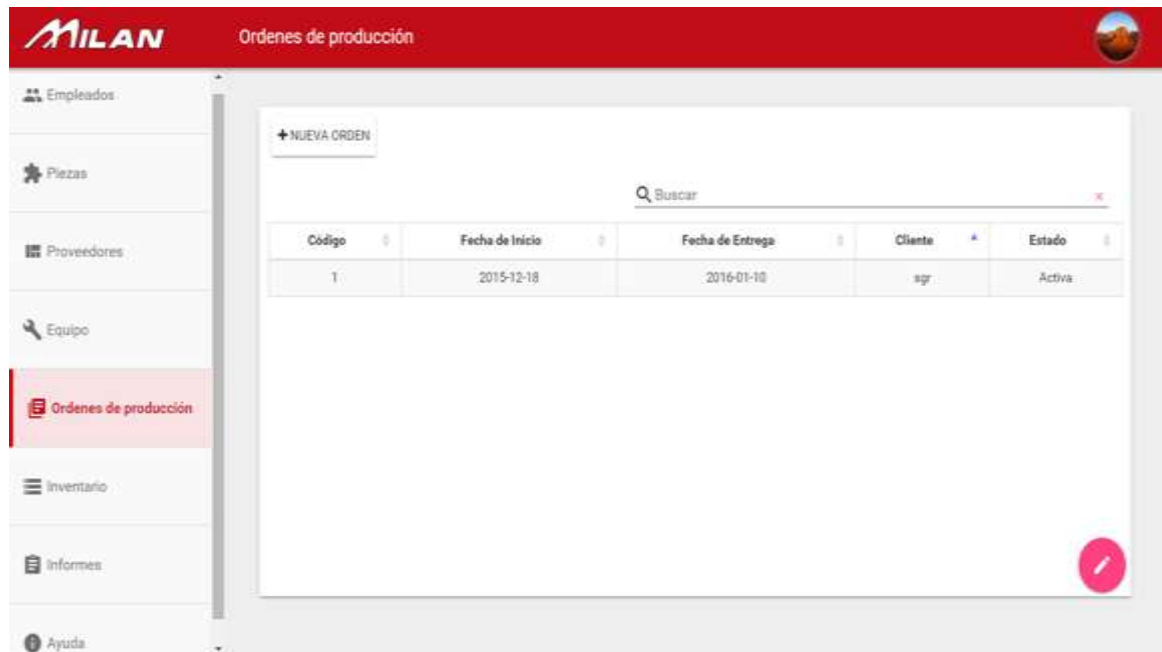 MILAN
Ordenes de producción
Empleados
Piezas
Proveedores
Equipo
Ordenes de producción
Inventario
Informes
Ayuda
+NUEVA ORDEN
Buscar ×
Código Fecha de Inicio Fecha de Entrega Cliente Estado
1 2015-12-18 2016-01-10 sgr Activa